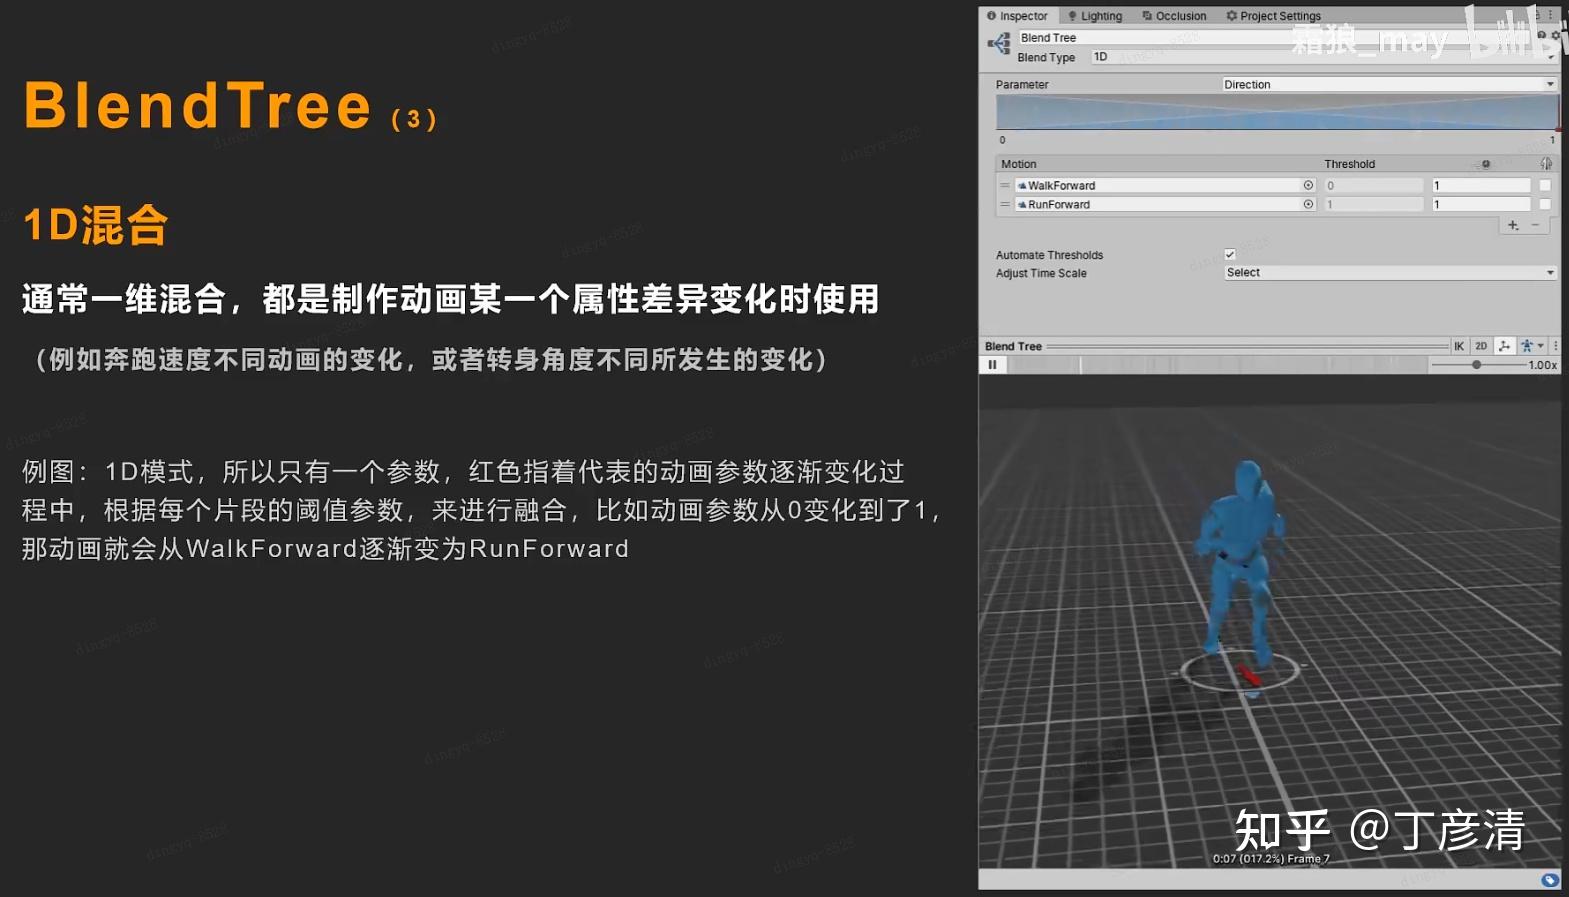 BlendTree (3)
1D混合
通常一维混合，都是制作动画某一个属性差异变化时使用
（例如奔跑速度不同动画的变化，或者转身角度不同所发生的变化）
例图：1D模式，所以只有一个参数，红色指着代表的动画参数逐渐变化过
程中，根据每个片段的阈值参数，来进行融合，比如动画参数从0变化到了1，
那动画就会从WalkForward逐渐变为RunForward
Inspector Lighting Occlusion Project Settings
Blend Tree
霜狼_may bilibili
Blend Type 1D
Parameter Direction
0 1
Motion Threshold
WalkForward 0 1
RunForward 1 1
Automate Thresholds
Adjust Time Scale Select
Blend Tree IK 2D
1.00x
知乎 @丁彦清
0:07 (017.2%) Frame 7
dingyq-8528